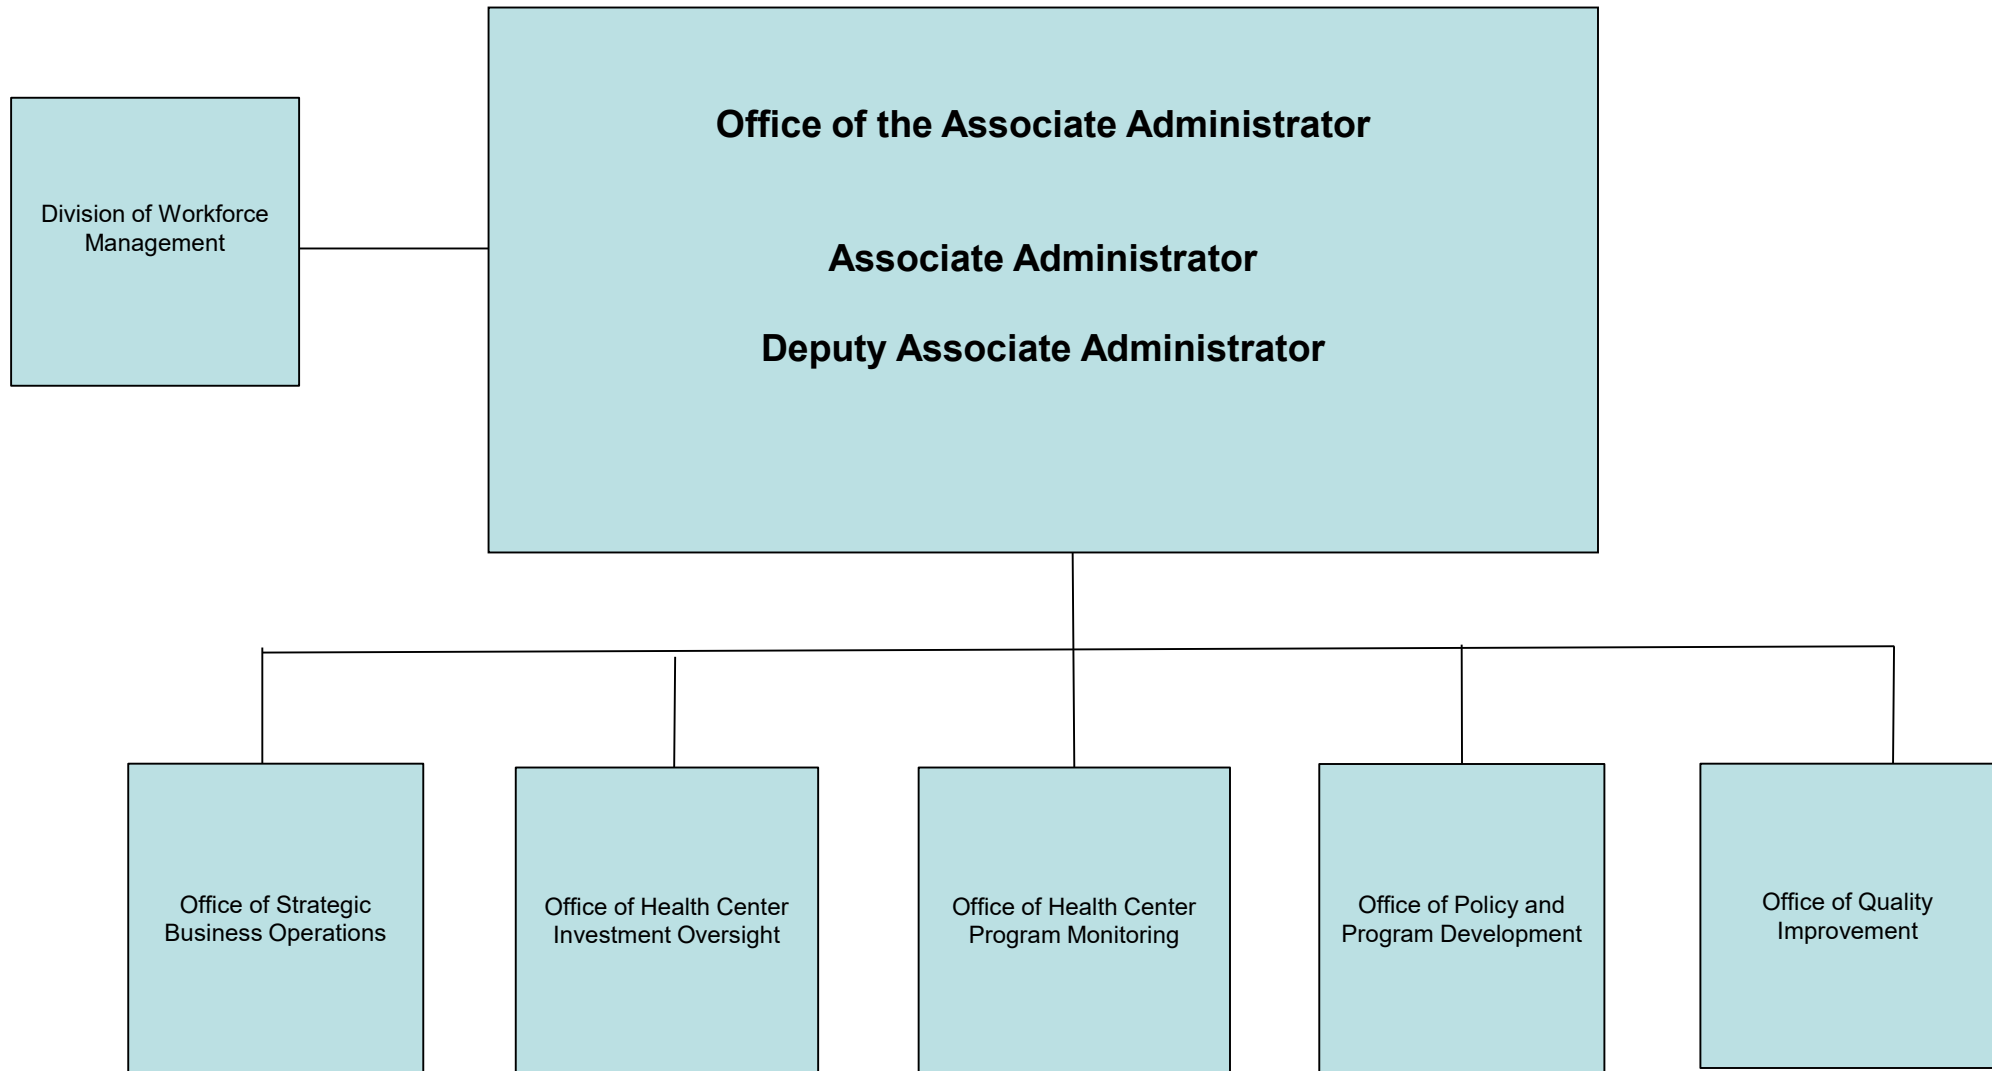 Office of the Associate Administrator
Division of Workforce
Management
Associate Administrator
Deputy Associate Administrator
Office of Strategic
Business Operations
Office of Health Center
Investment Oversight
Office of Health Center
Program Monitoring
Office of Policy and
Program Development
Office of Quality
Improvement